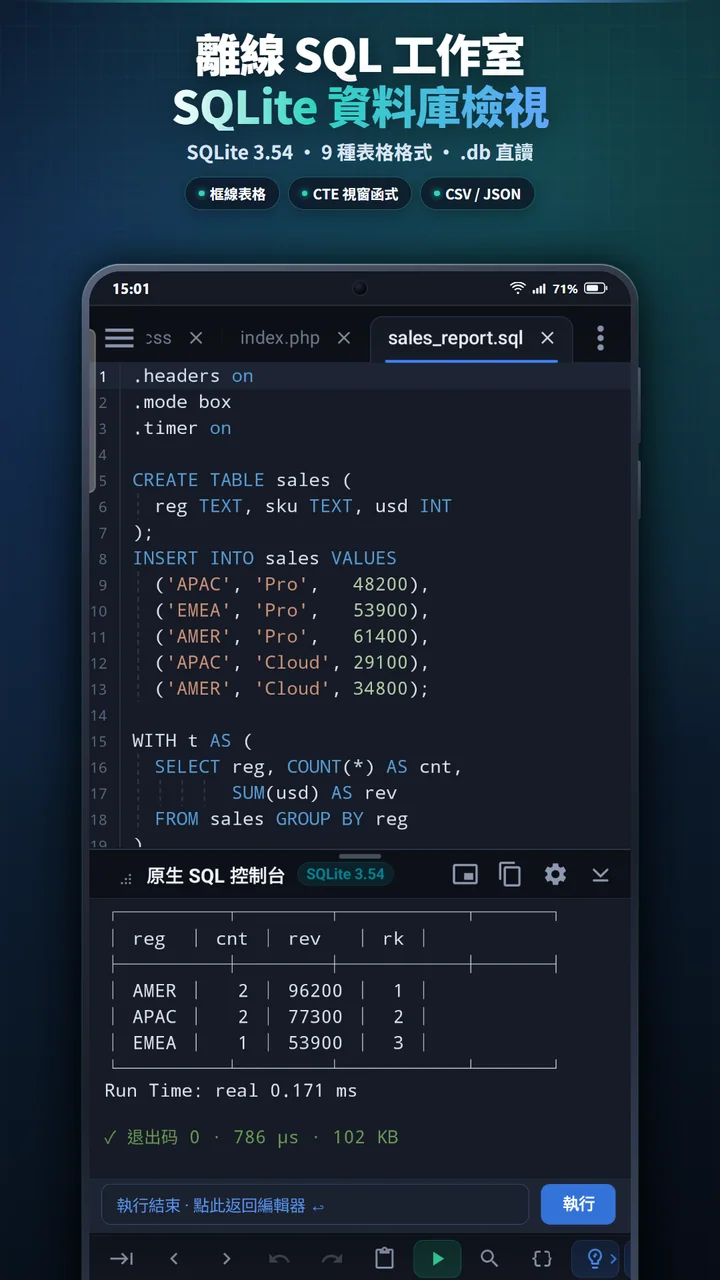 離線 SQL 工作室
SQLite 資料庫檢視
SQLite 3.54 • 9 種表格格式 • .db 直讀
框線表格 CTE 視窗函式 CSV / JSON
15:01 71%
css index.php sales_report.sql
1 .headers on
2 .mode box
3 .timer on
4
5 CREATE TABLE sales (
6 reg TEXT, sku TEXT, usd INT
7 );
8 INSERT INTO sales VALUES
9 ('APAC', 'Pro', 48200),
10 ('EMEA', 'Pro', 53900),
11 ('AMER', 'Pro', 61400),
12 ('APAC', 'Cloud', 29100),
13 ('AMER', 'Cloud', 34800);
14
15 WITH t AS (
16 SELECT reg, COUNT(*) AS cnt,
17 SUM(usd) AS rev
18 FROM sales GROUP BY reg
19 )
原生 SQL 控制台 SQLite 3.54
reg cnt rev rk
AMER 2 96200 1
APAC 2 77300 2
EMEA 1 53900 3
Run Time: real 0.171 ms
✓ 退出码 0 · 786 µs · 102 KB
執行結束 · 點此返回編輯器 ↩
執行